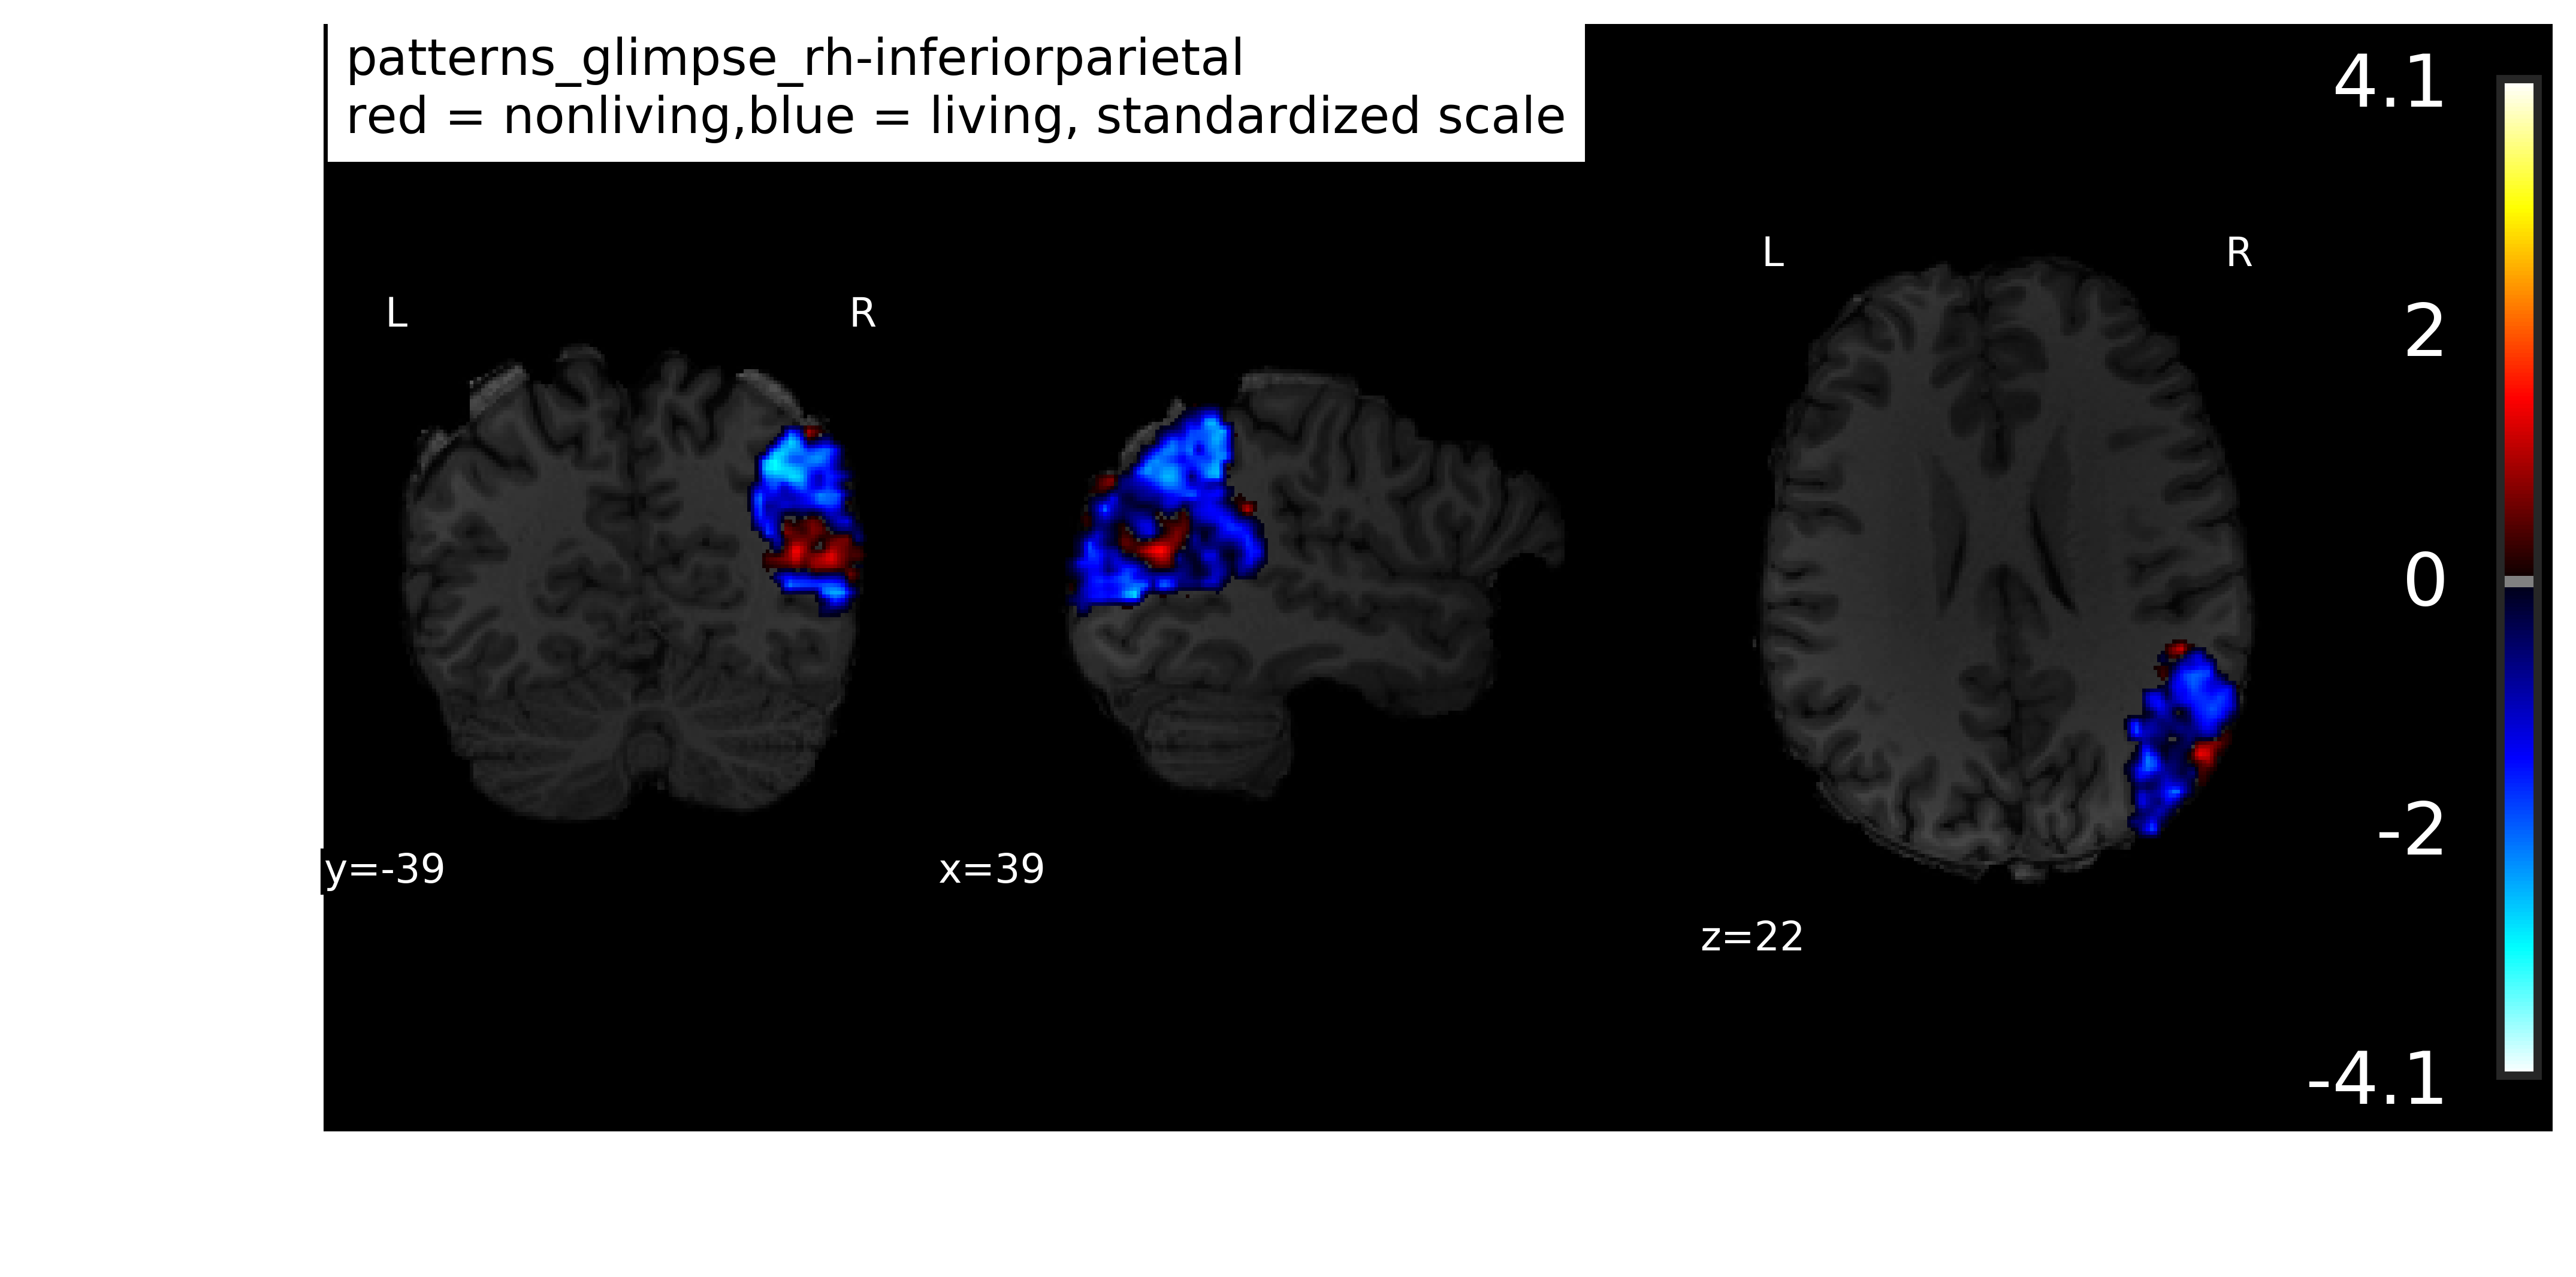 patterns_glimpse_rh-inferiorparietal
red = nonliving,blue = living, standardized scale
4.1
2
0
-2
-4.1
L R
L R
y=-39
x=39
z=22